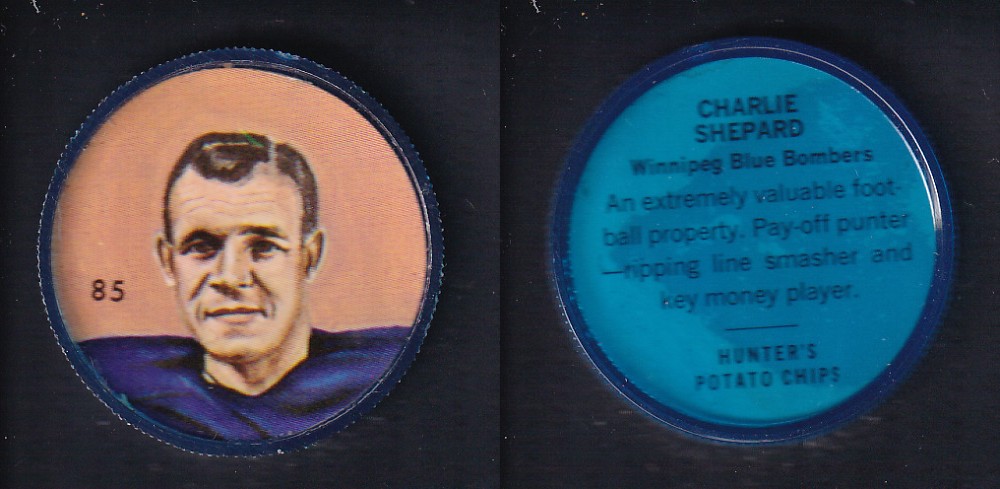 85
CHARLIE
SHEPARD
Winnipeg Blue Bombers
An extremely valuable foot-
ball property. Pay-off punter
—ripping line smasher and
key money player.
HUNTER'S
POTATO CHIPS